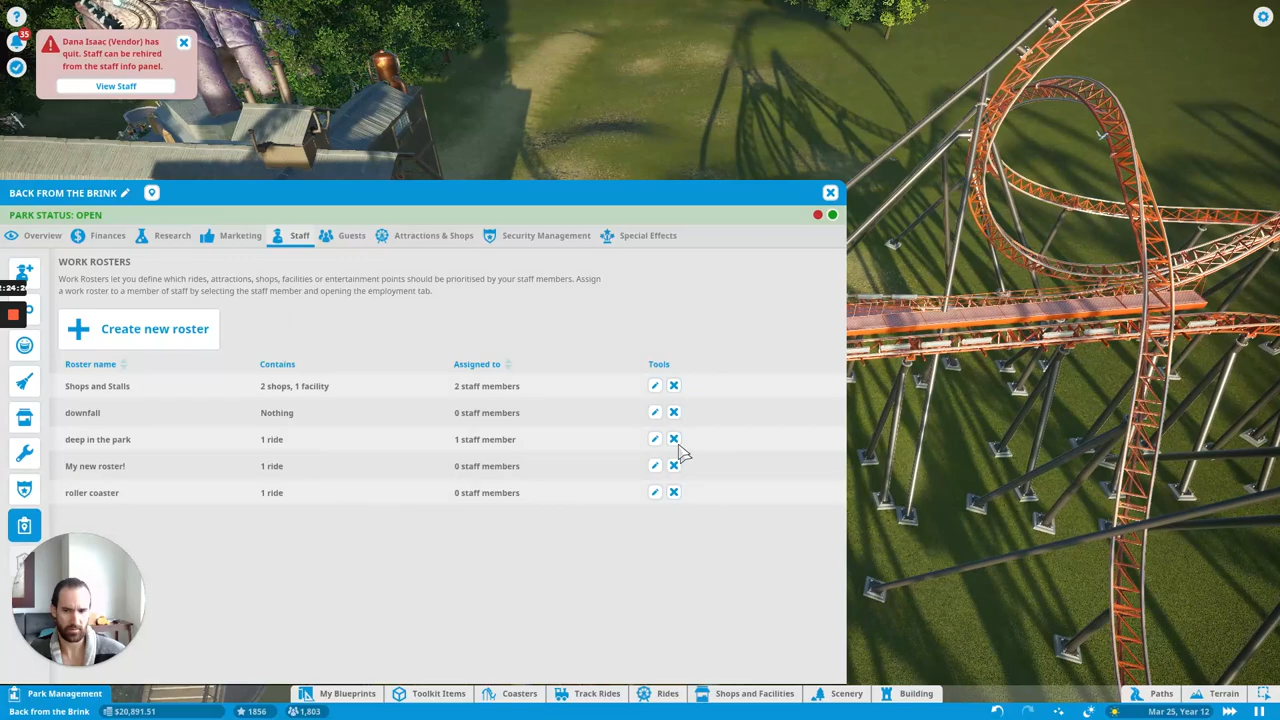 ?
35
Dana Isaac (Vendor) has
quit. Staff can be rehired
from the staff info panel.
View Staff
BACK FROM THE BRINK
PARK STATUS: OPEN
Overview Finances Research Marketing Staff Guests Attractions & Shops Security Management Special Effects
WORK ROSTERS
Work Rosters let you define which rides, attractions, shops, facilities or entertainment points should be prioritised by your staff members. Assign
a work roster to a member of staff by selecting the staff member and opening the employment tab.
Create new roster
Roster name Contains Assigned to Tools
Shops and Stalls 2 shops, 1 facility 2 staff members
downfall Nothing 0 staff members
deep in the park 1 ride 1 staff member
My new roster! 1 ride 0 staff members
roller coaster 1 ride 0 staff members
Park Management My Blueprints Toolkit Items Coasters Track Rides Rides Shops and Facilities Scenery Building Paths Terrain
Back from the Brink $20,891.51 1856 1,803 Mar 25, Year 12